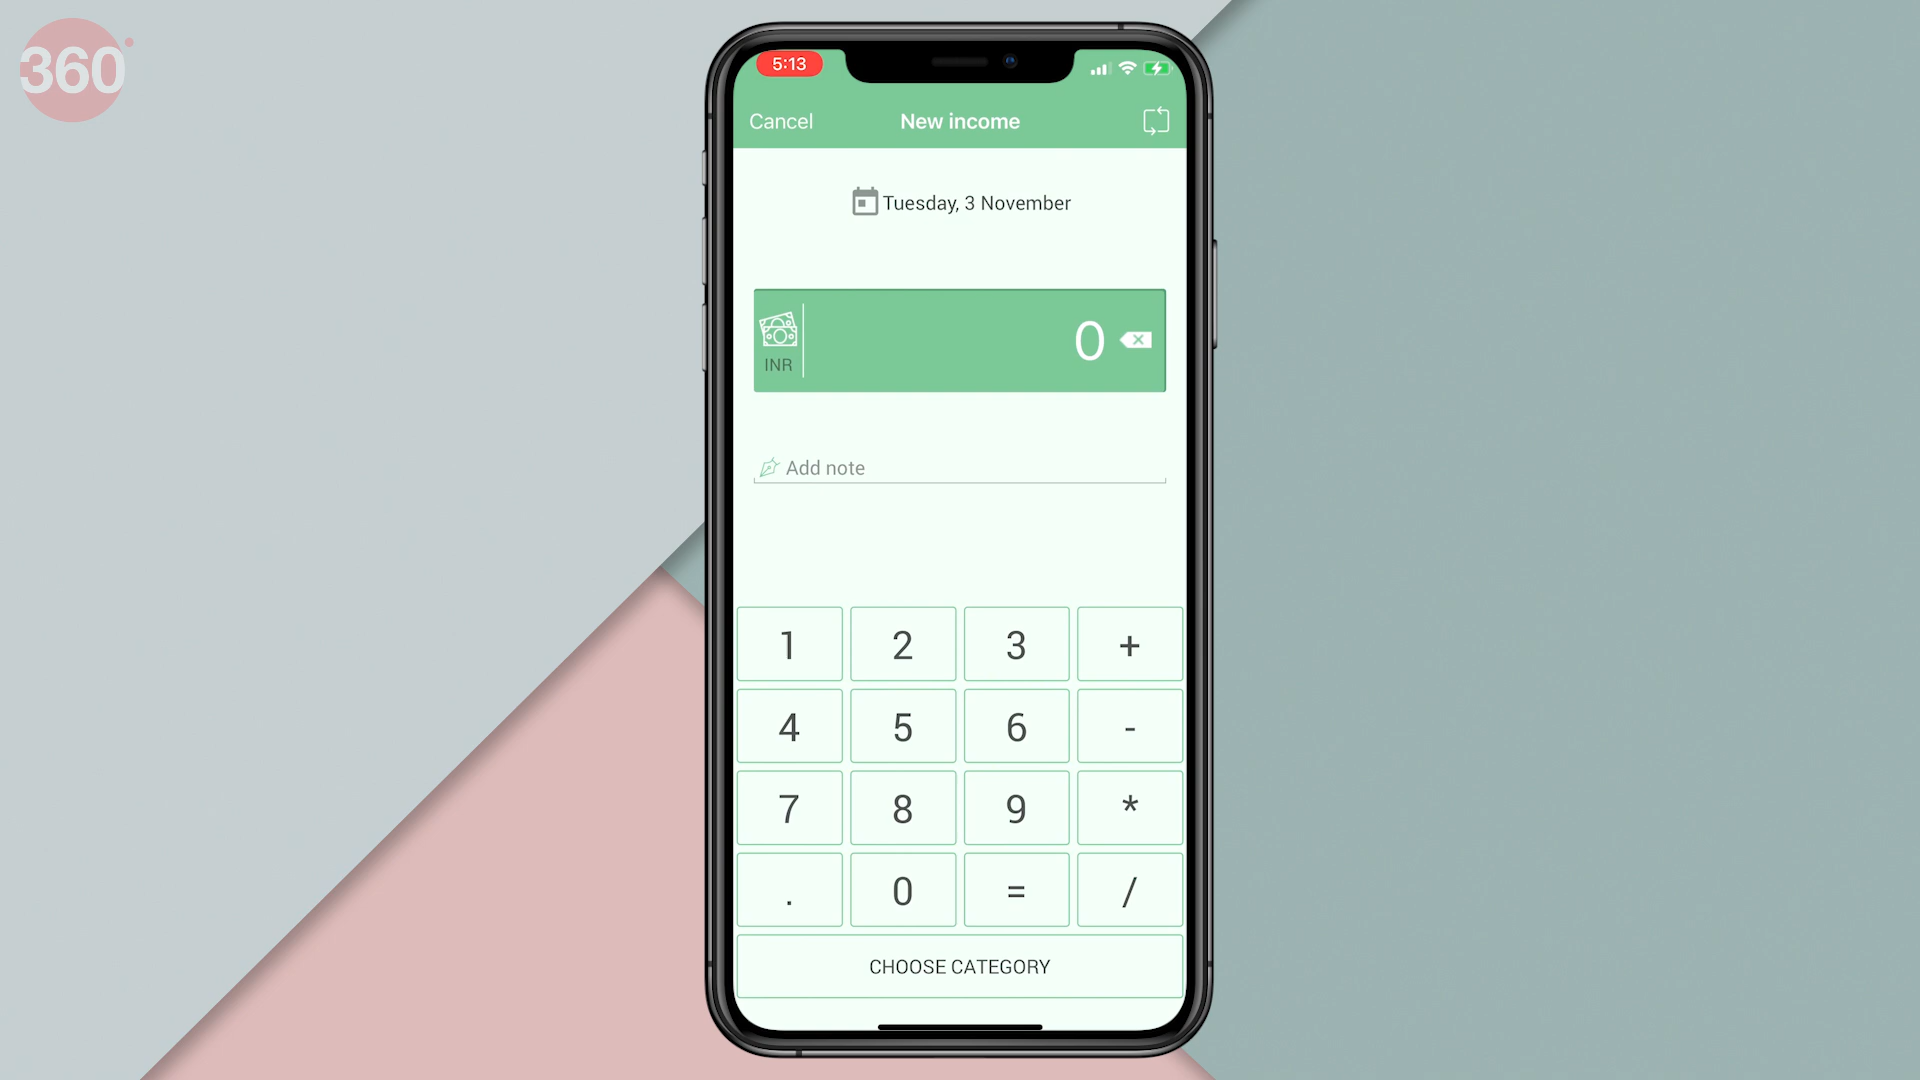 360
5:13
Cancel
New income
Tuesday, 3 November
INR
0
Add note
1 2 3 +
4 5 6 -
7 8 9 *
. 0 = /
CHOOSE CATEGORY